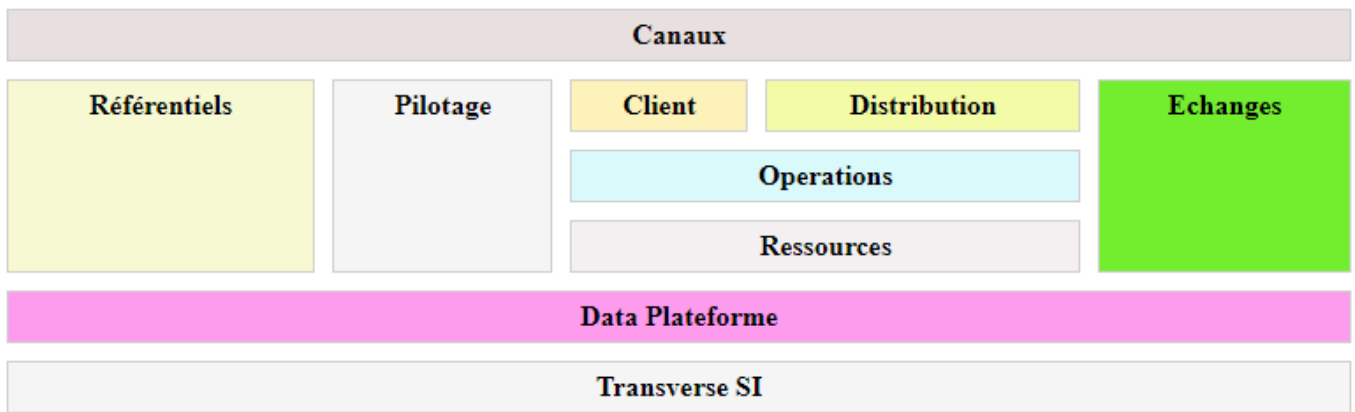 Canaux
Référentiels
Pilotage
Client
Distribution
Echanges
Operations
Ressources
Data Plateforme
Transverse SI